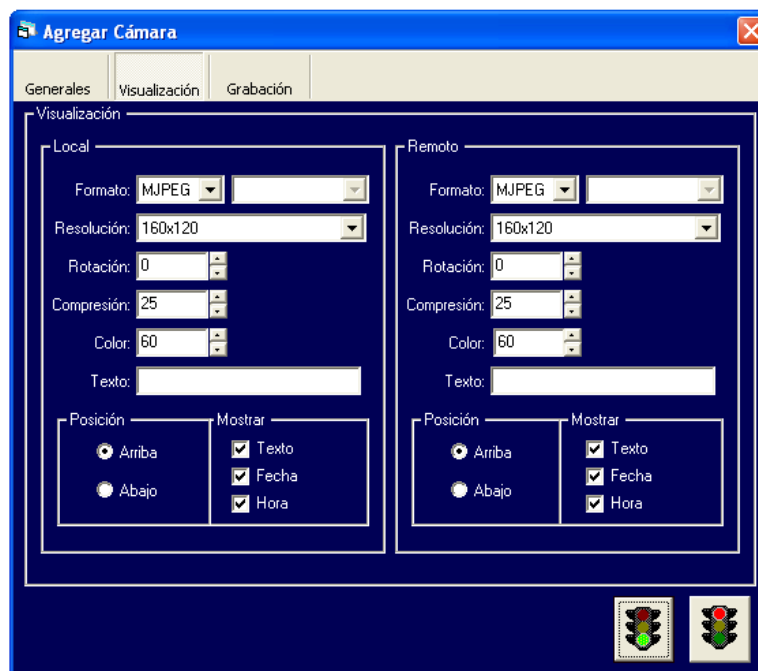 Agregar Cámara
Generales
Visualización
Grabación
Visualización
Local
Formato: MJPEG
Resolución: 160x120
Rotación: 0
Compresión: 25
Color: 60
Texto:
Posición
Arriba
Abajo
Mostrar
Texto
Fecha
Hora
Remoto
Formato: MJPEG
Resolución: 160x120
Rotación: 0
Compresión: 25
Color: 60
Texto:
Posición
Arriba
Abajo
Mostrar
Texto
Fecha
Hora